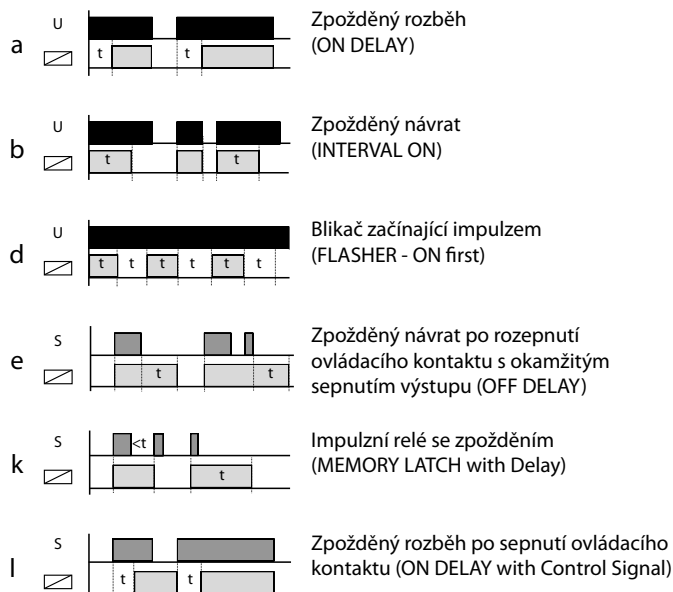 U
a
t
t
Zpožděný rozběh
(ON DELAY)
U
b
t
t
Zpožděný návrat
(INTERVAL ON)
U
d
t t t t t t
Blikač začínající impulzem
(FLASHER - ON first)
S
e
t
t
Zpožděný návrat po rozepnutí
ovládacího kontaktu s okamžitým
sepnutím výstupu (OFF DELAY)
S
k
<t
t
Impulzní relé se zpožděním
(MEMORY LATCH with Delay)
S
l
t
t
Zpožděný rozběh po sepnutí ovládacího
kontaktu (ON DELAY with Control Signal)